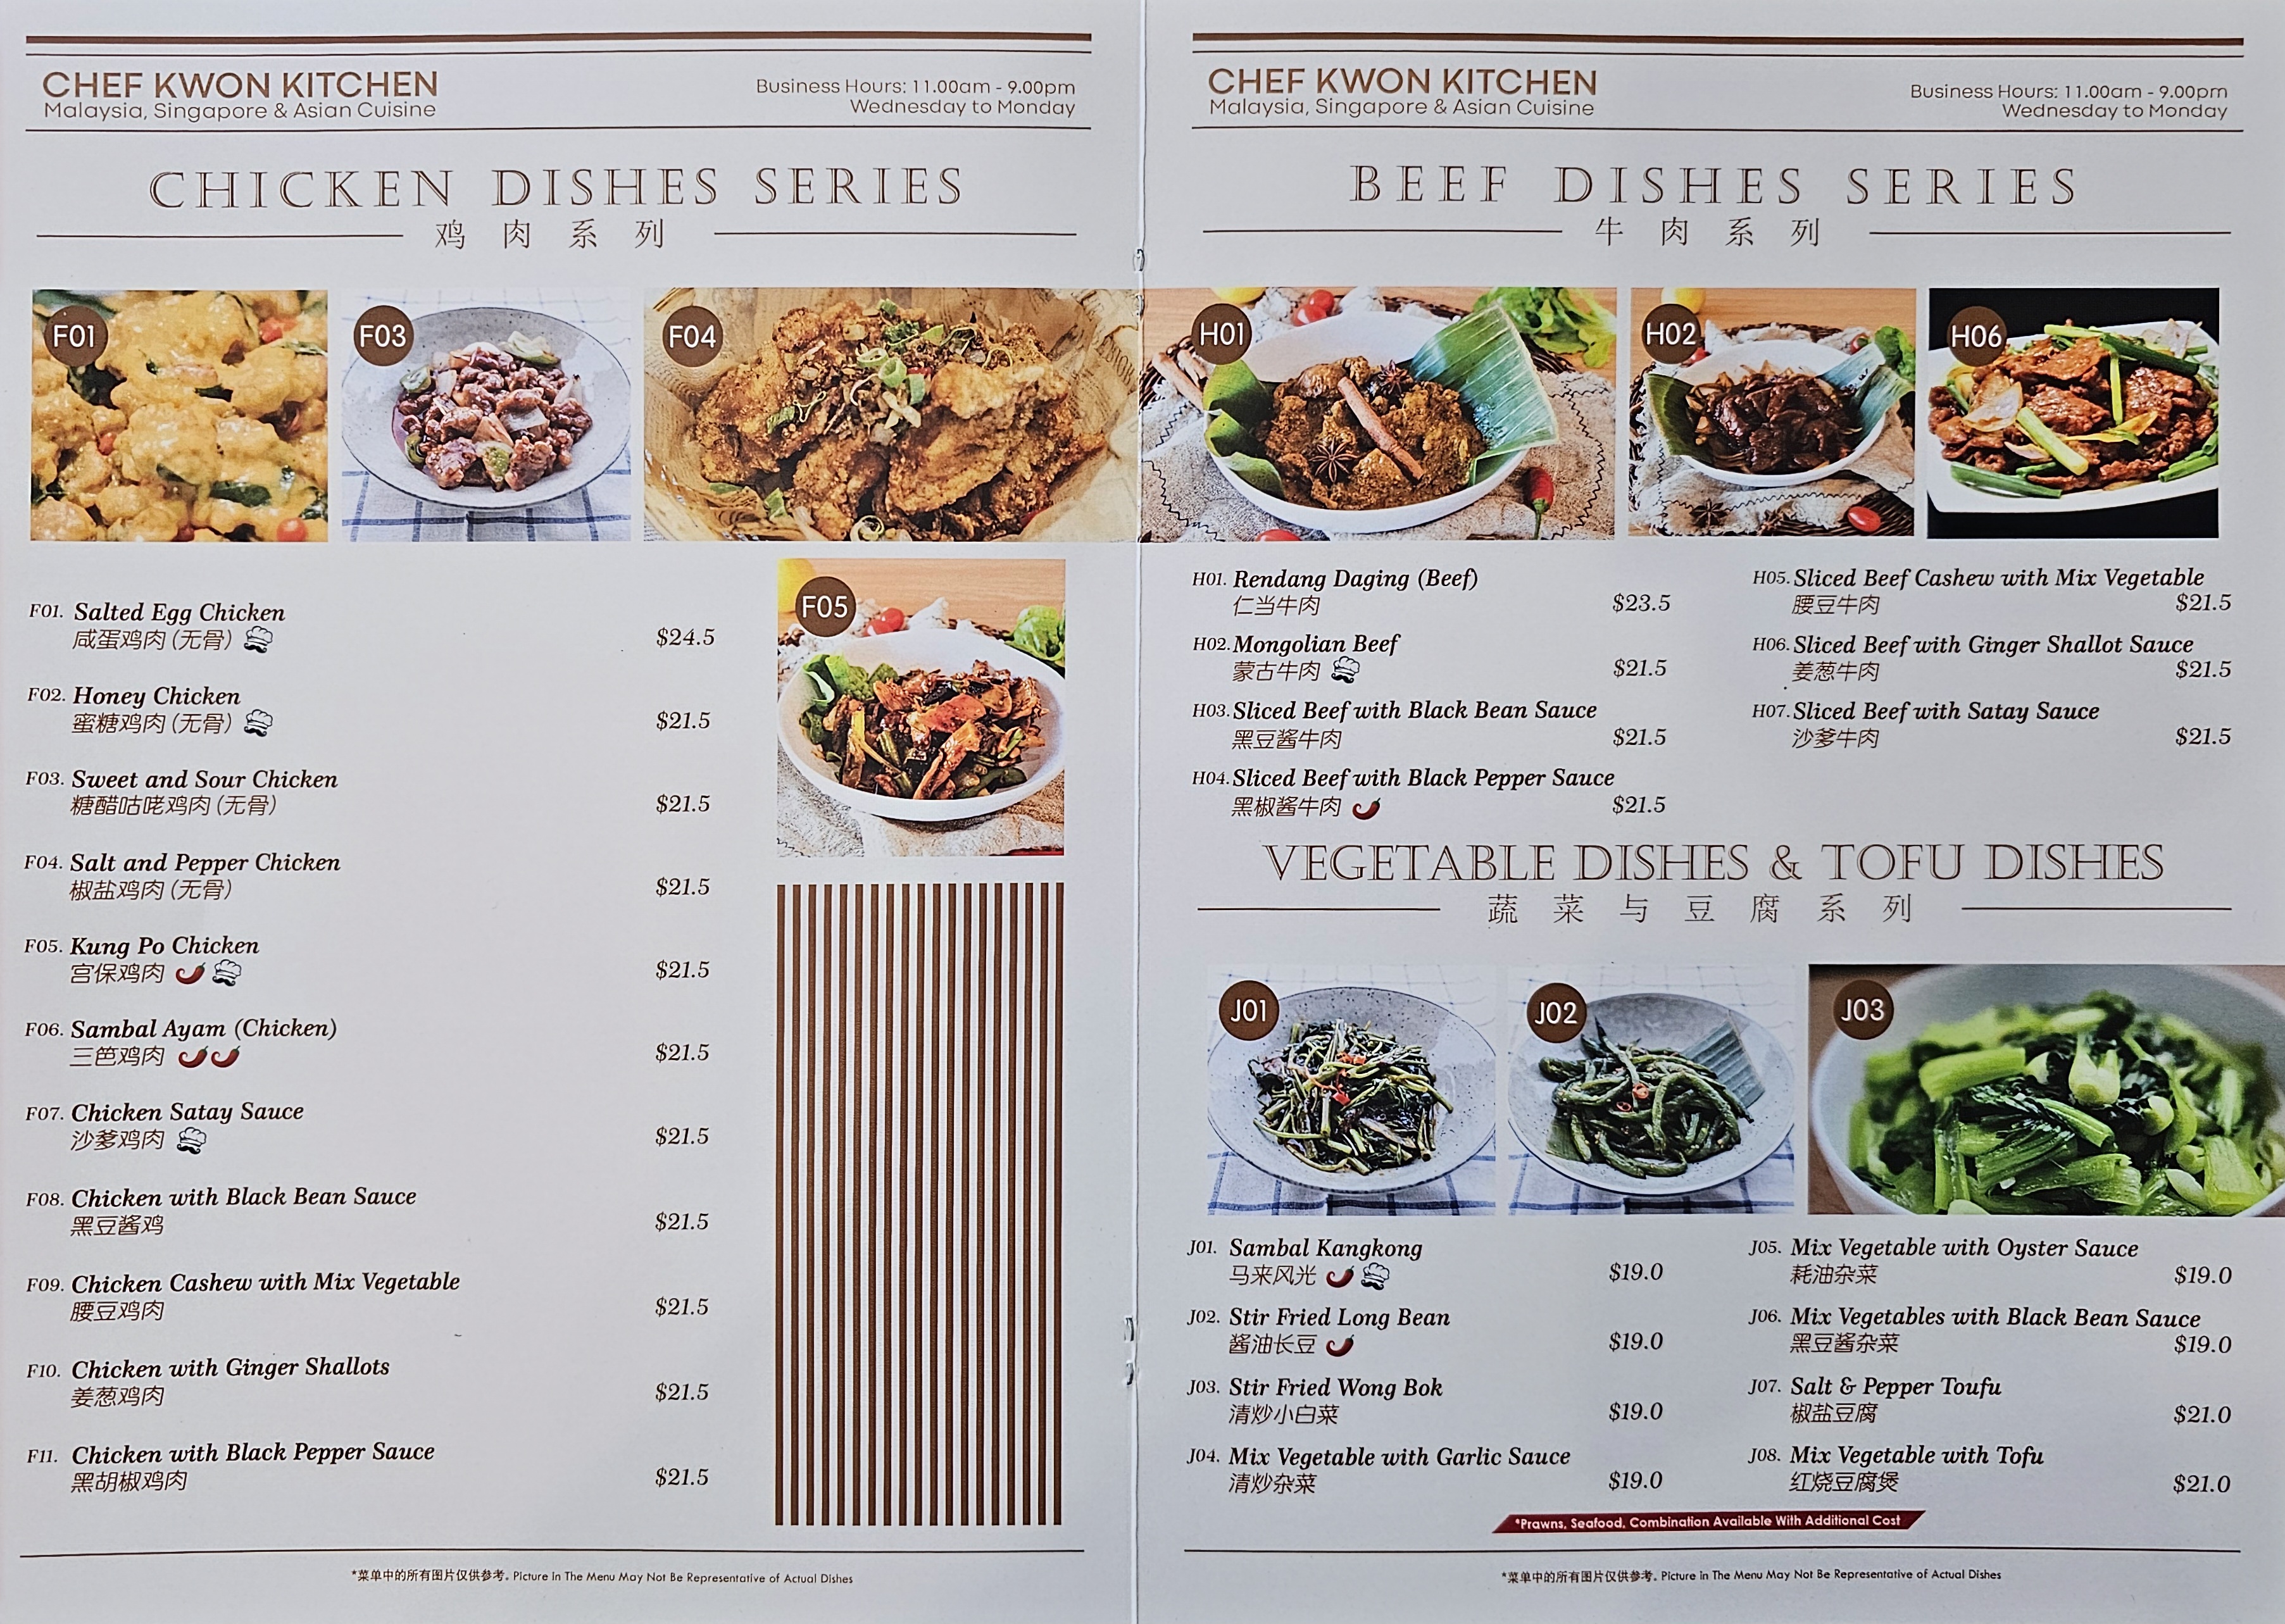 CHEF KWON KITCHEN
Malaysia, Singapore & Asian Cuisine
Business Hours: 11.00am - 9.00pm
Wednesday to Monday
CHICKEN DISHES SERIES
鸡肉系列
F01
F03
F04
F05
F01. Salted Egg Chicken
咸蛋鸡肉(无骨)
$24.5
F02. Honey Chicken
蜜糖鸡肉(无骨)
$21.5
F03. Sweet and Sour Chicken
糖醋咕咾鸡肉(无骨)
$21.5
F04. Salt and Pepper Chicken
椒盐鸡肉(无骨)
$21.5
F05. Kung Po Chicken
宫保鸡肉
$21.5
F06. Sambal Ayam (Chicken)
三笆鸡肉
$21.5
F07. Chicken Satay Sauce
沙爹鸡肉
$21.5
F08. Chicken with Black Bean Sauce
黑豆酱鸡
$21.5
F09. Chicken Cashew with Mix Vegetable
腰豆鸡肉
$21.5
F10. Chicken with Ginger Shallots
姜葱鸡肉
$21.5
F11. Chicken with Black Pepper Sauce
黑胡椒鸡肉
$21.5
*菜单中的所有图片仅供参考. Picture In The Menu May Not Be Representative of Actual Dishes
CHEF KWON KITCHEN
Malaysia, Singapore & Asian Cuisine
Business Hours: 11.00am - 9.00pm
Wednesday to Monday
BEEF DISHES SERIES
牛肉系列
H01
H02
H06
H01. Rendang Daging (Beef)
仁当牛肉
$23.5
H02. Mongolian Beef
蒙古牛肉
$21.5
H03. Sliced Beef with Black Bean Sauce
黑豆酱牛肉
$21.5
H04. Sliced Beef with Black Pepper Sauce
黑椒酱牛肉
$21.5
H05. Sliced Beef Cashew with Mix Vegetable
腰豆牛肉
$21.5
H06. Sliced Beef with Ginger Shallot Sauce
姜葱牛肉
$21.5
H07. Sliced Beef with Satay Sauce
沙爹牛肉
$21.5
VEGETABLE DISHES & TOFU DISHES
蔬菜与豆腐系列
J01
J02
J03
J01. Sambal Kangkong
马来风光
$19.0
J02. Stir Fried Long Bean
酱油长豆
$19.0
J03. Stir Fried Wong Bok
清炒小白菜
$19.0
J04. Mix Vegetable with Garlic Sauce
清炒杂菜
$19.0
J05. Mix Vegetable with Oyster Sauce
耗油杂菜
$19.0
J06. Mix Vegetables with Black Bean Sauce
黑豆酱杂菜
$19.0
J07. Salt & Pepper Toufu
椒盐豆腐
$21.0
J08. Mix Vegetable with Tofu
红烧豆腐煲
$21.0
*Prawns, Seafood, Combination Available With Additional Cost
*菜单中的所有图片仅供参考. Picture In The Menu May Not Be Representative of Actual Dishes